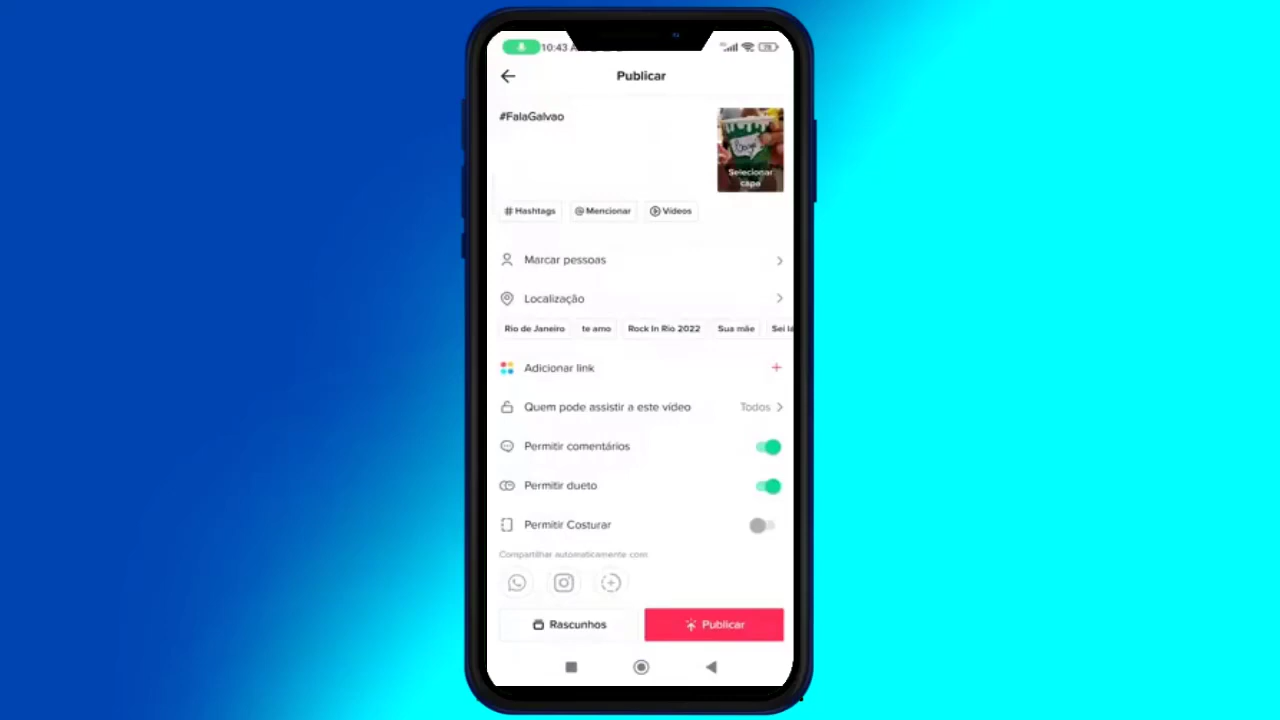 10:43
Publicar
#FalaGalvao
Selecionar
capa
# Hashtags
@ Mencionar
Vídeos
Marcar pessoas
Localização
Rio de Janeiro
te amo
Rock In Rio 2022
Sua mãe
Sei lá
Adicionar link
Quem pode assistir a este vídeo
Todos
Permitir comentários
Permitir dueto
Permitir Costurar
Compartilhar automaticamente com:
Rascunhos
Publicar